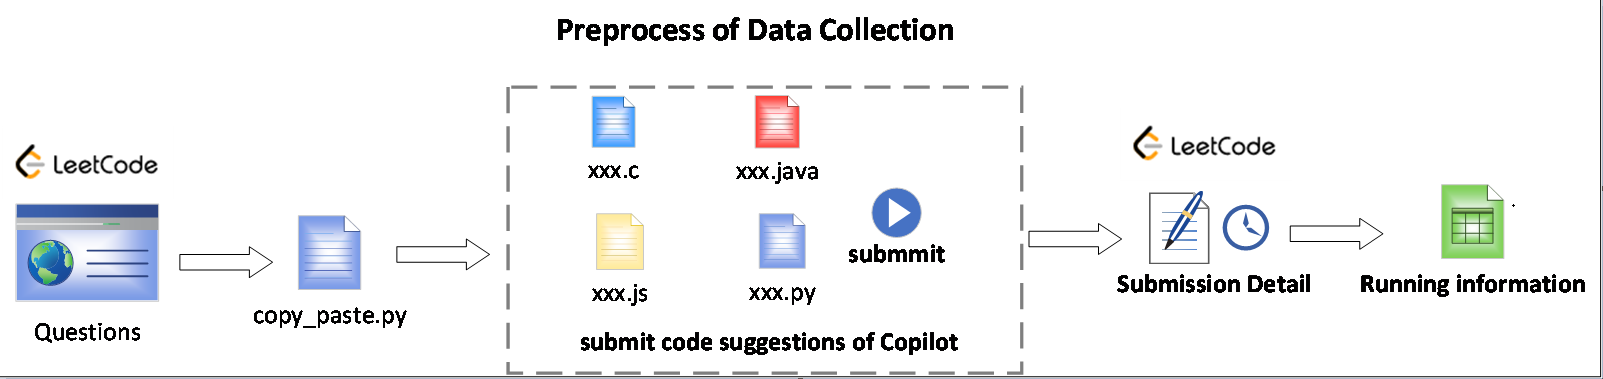 Preprocess of Data Collection
LeetCode
Questions
copy_paste.py
xxx.c
xxx.java
xxx.js
xxx.py
submmit
submit code suggestions of Copilot
LeetCode
Submission Detail
Running information